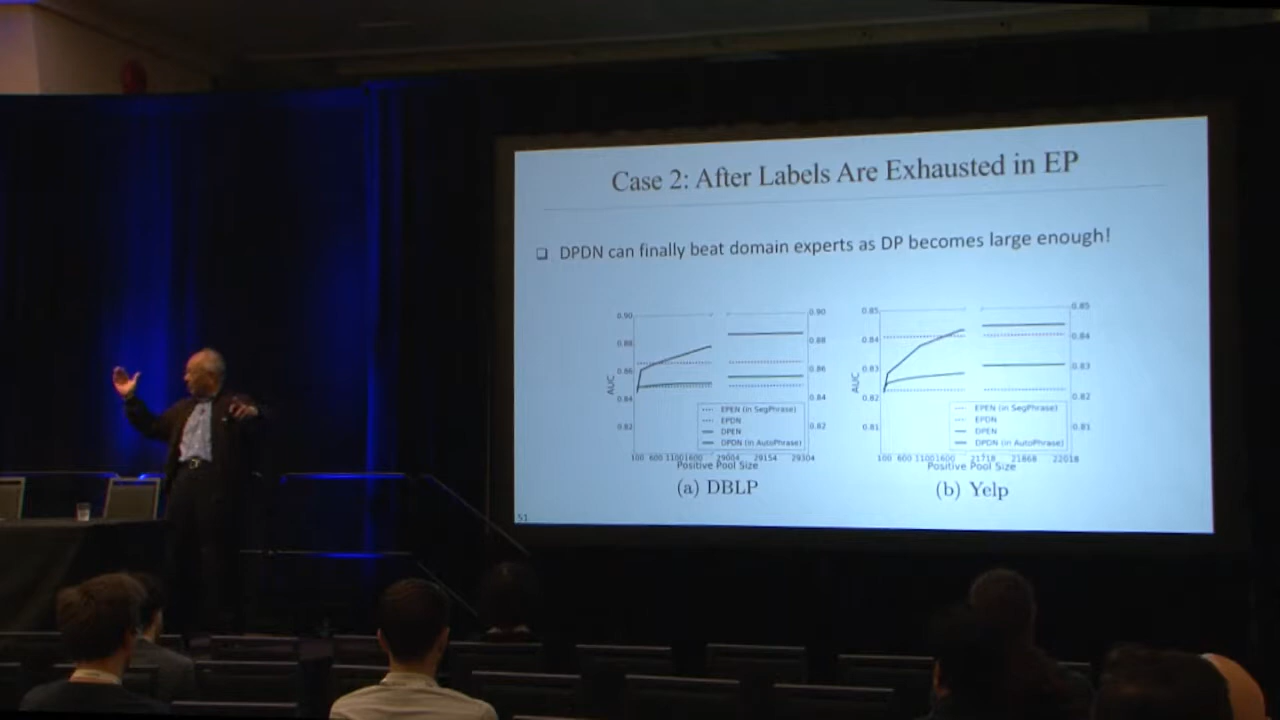 Case 2: After Labels Are Exhausted in EP
❑ DPDN can finally beat domain experts as DP becomes large enough!
0.90
0.88
0.86
0.84
0.82
AUC
0.90
0.88
0.86
0.84
0.82
EPEN (in SegPhrase)
EPDN
DPEN
DPDN (in AutoPhrase)
100 600 1100 1600 29004 29154 29304
Positive Pool Size
(a) DBLP
0.85
0.84
0.83
0.82
0.81
AUC
0.85
0.84
0.83
0.82
0.81
EPEN (in SegPhrase)
EPDN
DPEN
DPDN (in AutoPhrase)
100 600 1100 1600 21718 21868 22018
Positive Pool Size
(b) Yelp
51